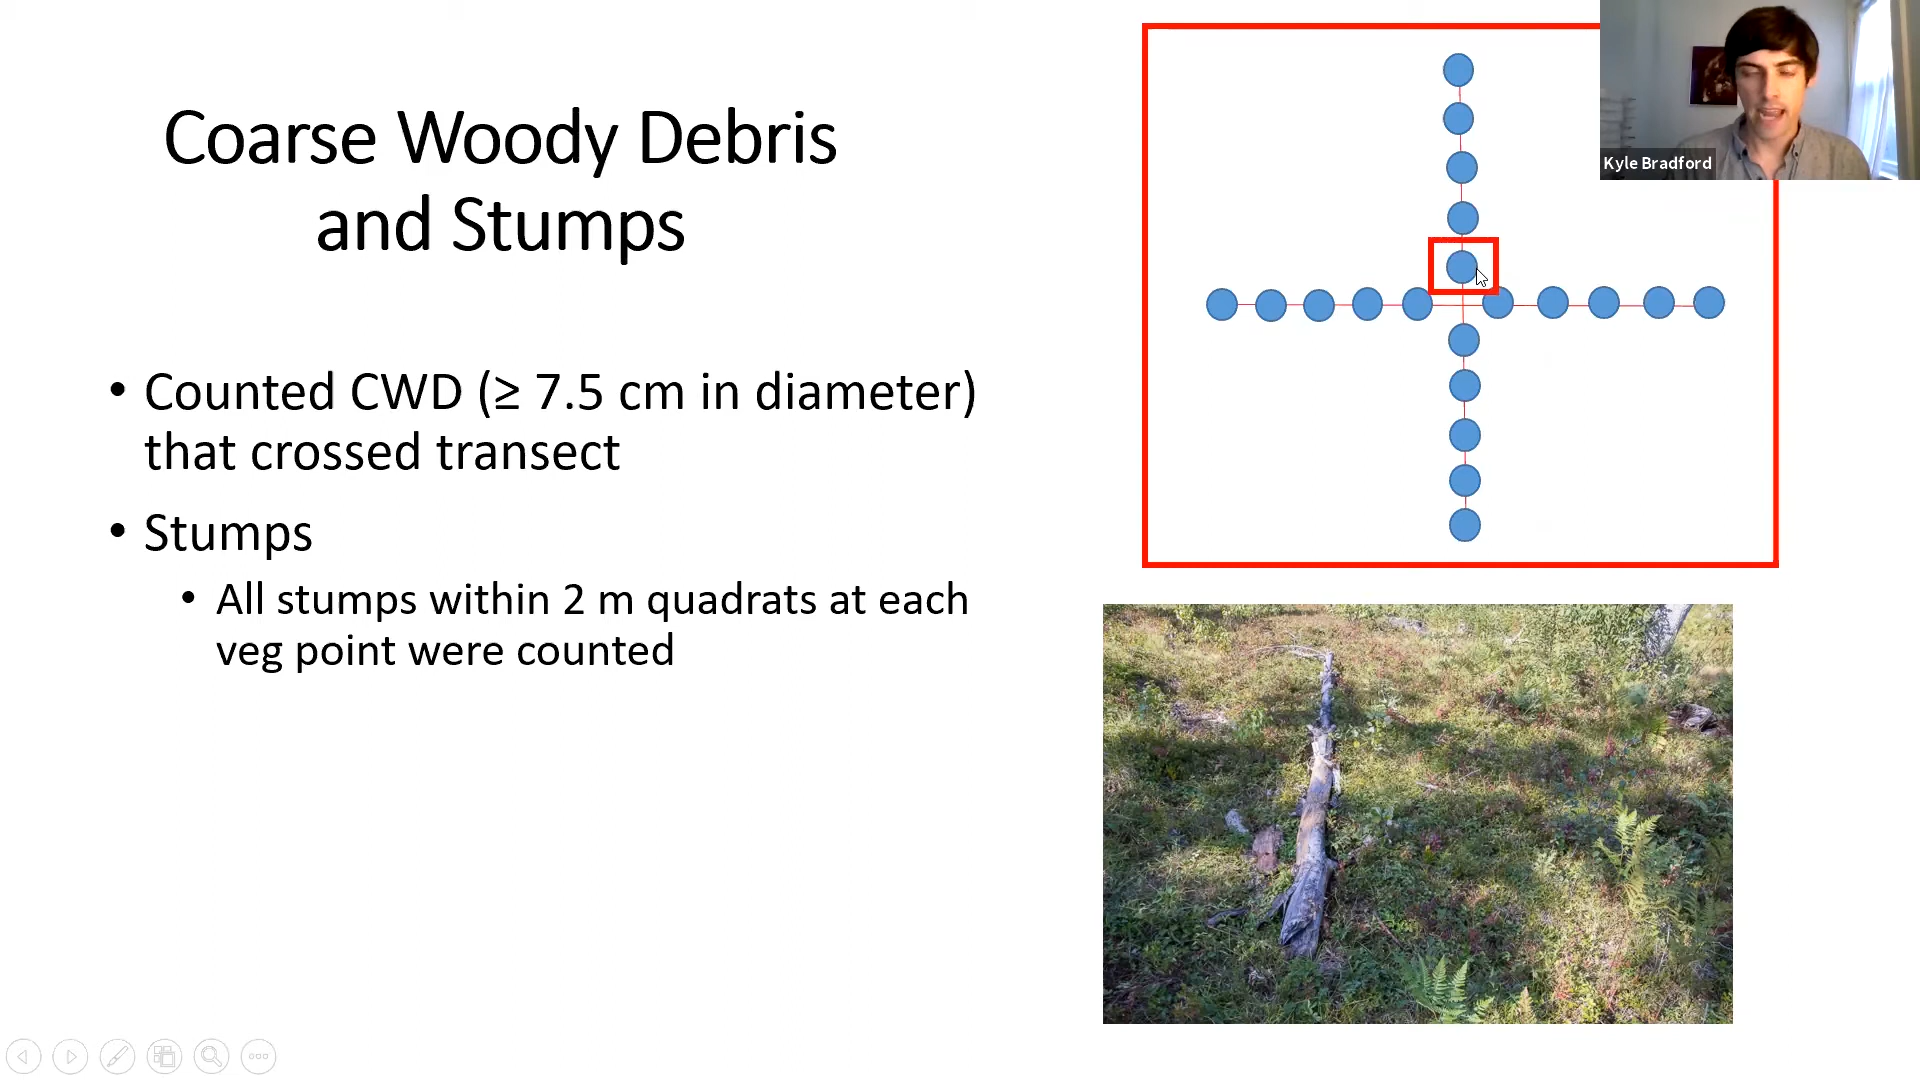 Coarse Woody Debris
and Stumps
• Counted CWD (≥ 7.5 cm in diameter)
that crossed transect
• Stumps
• All stumps within 2 m quadrats at each
veg point were counted
Kyle Bradford